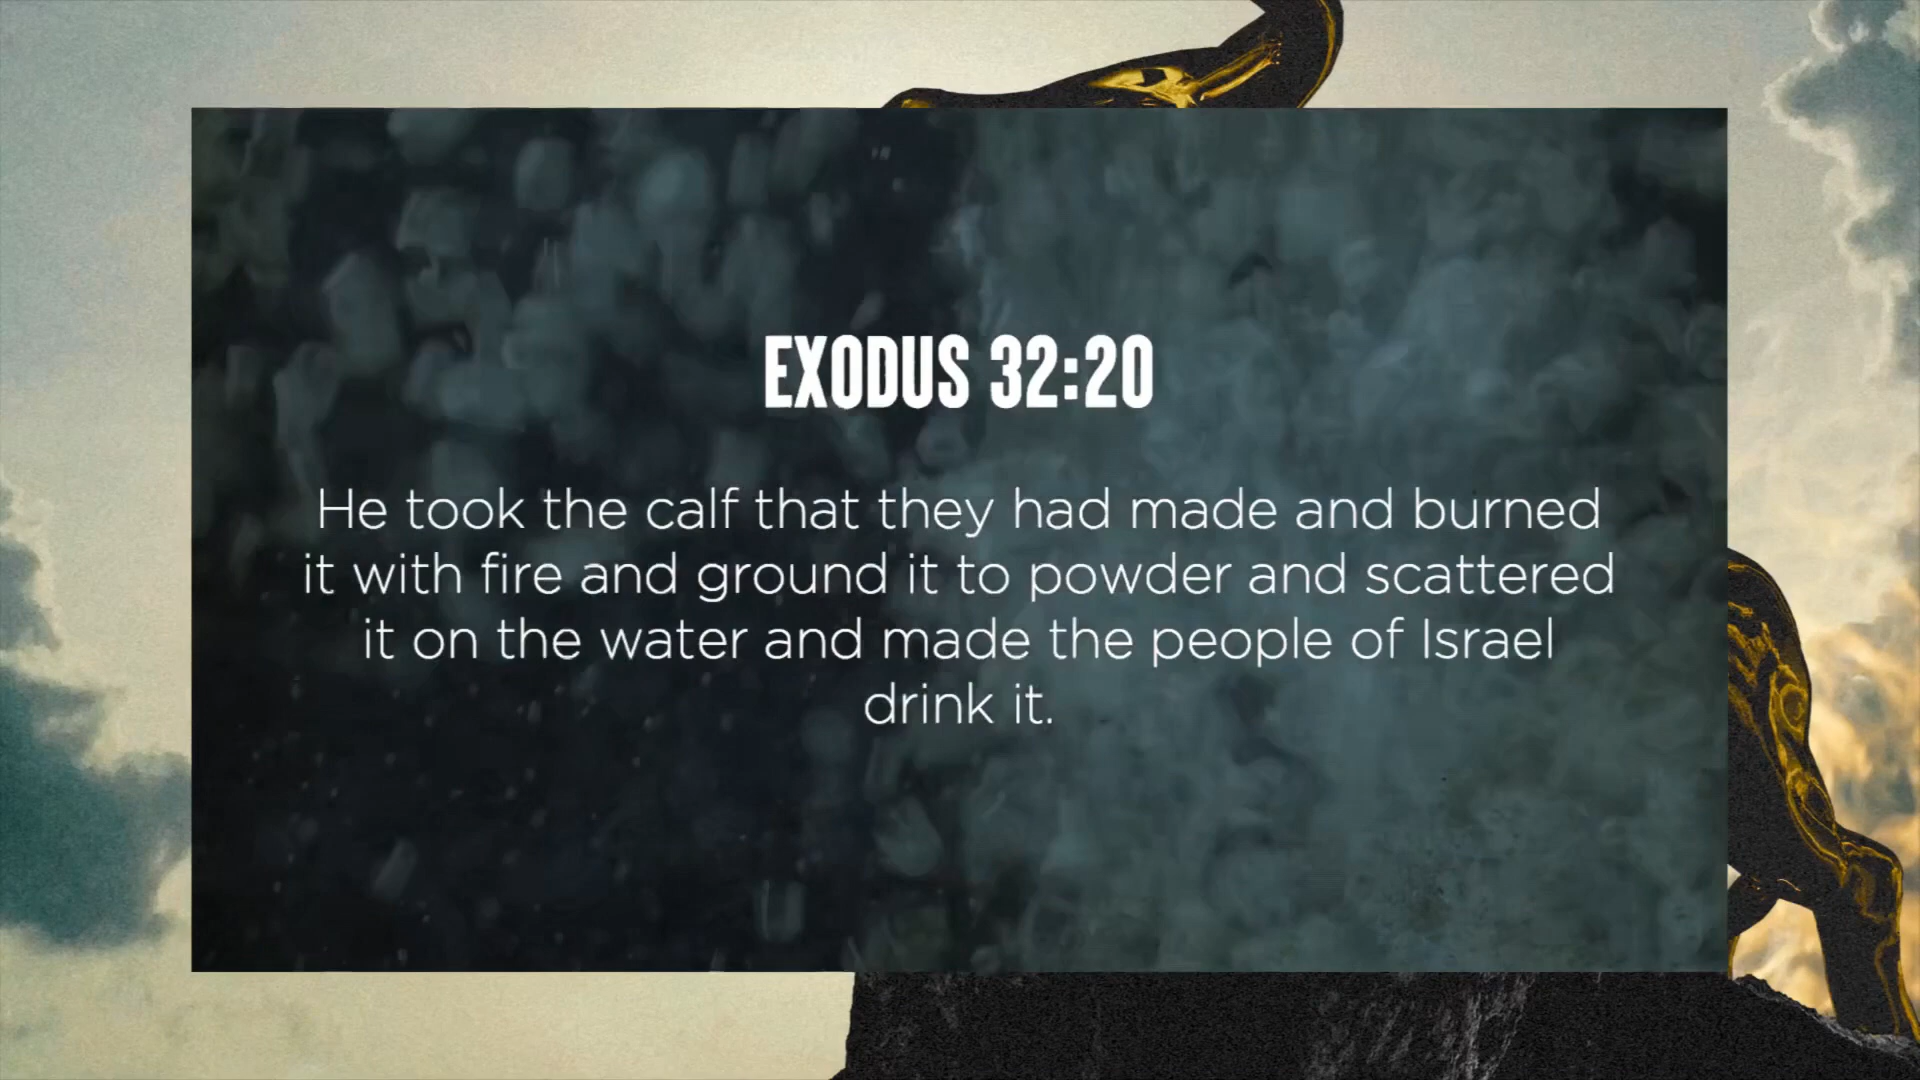 EXODUS 32:20
He took the calf that they had made and burned
it with fire and ground it to powder and scattered
it on the water and made the people of Israel
drink it.